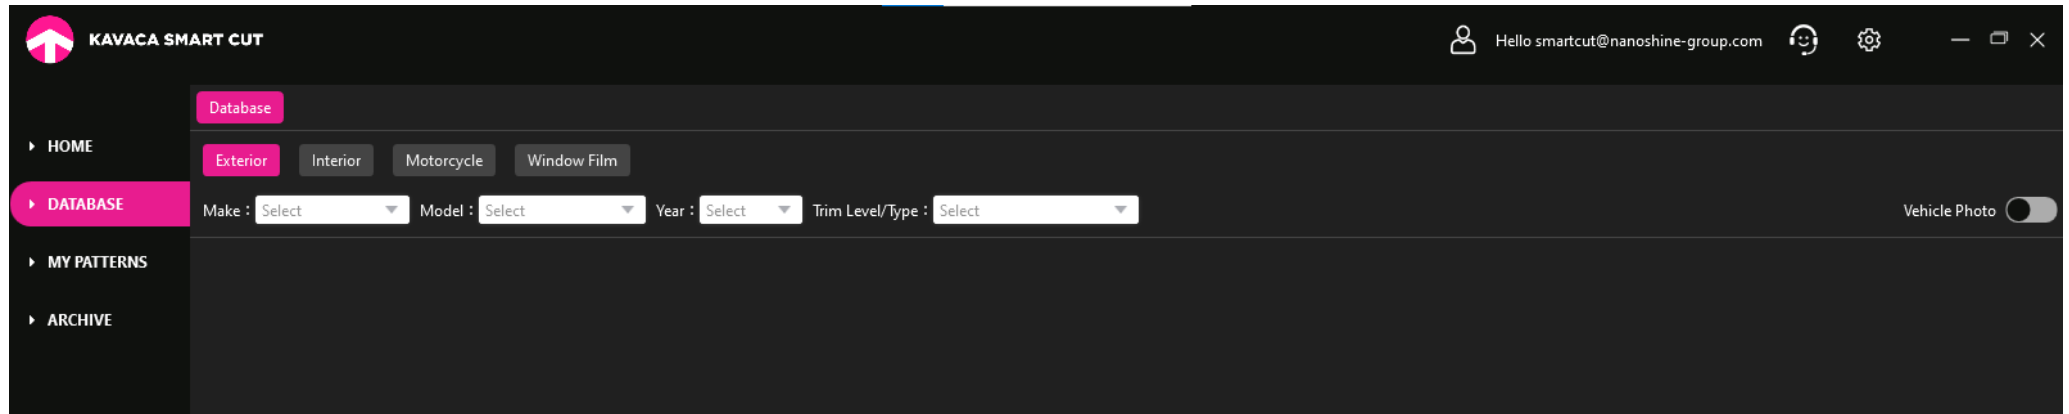 KAVACA SMART CUT
Hello smartcut@nanoshine-group.com
Database
HOME
Exterior Interior Motorcycle Window Film
DATABASE
Make : Select Model : Select Year : Select Trim Level/Type : Select Vehicle Photo
MY PATTERNS
ARCHIVE